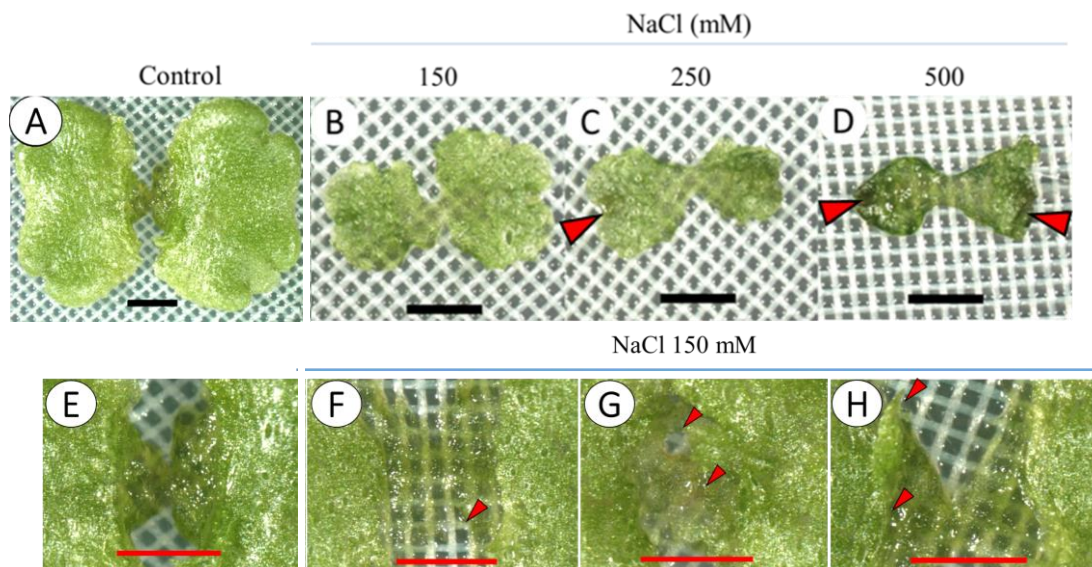 NaCl (mM)
Control 150 250 500
A B C D
NaCl 150 mM
E F G H